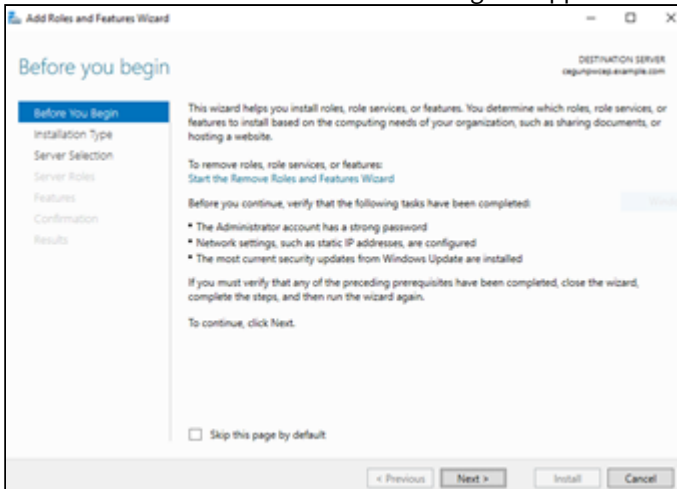 Add Roles and Features Wizard
Before you begin
DESTINATION SERVER
cegunpwcep.example.com
Before You Begin
Installation Type
Server Selection
Server Roles
Features
Confirmation
Results
This wizard helps you install roles, role services, or features. You determine which roles, role services, or
features to install based on the computing needs of your organization, such as sharing documents, or
hosting a website.
To remove roles, role services, or features:
Start the Remove Roles and Features Wizard
Before you continue, verify that the following tasks have been completed:
• The Administrator account has a strong password
• Network settings, such as static IP addresses, are configured
• The most current security updates from Windows Update are installed
If you must verify that any of the preceding prerequisites have been completed, close the wizard,
complete the steps, and then run the wizard again.
To continue, click Next.
Skip this page by default
< Previous
Next >
Install
Cancel